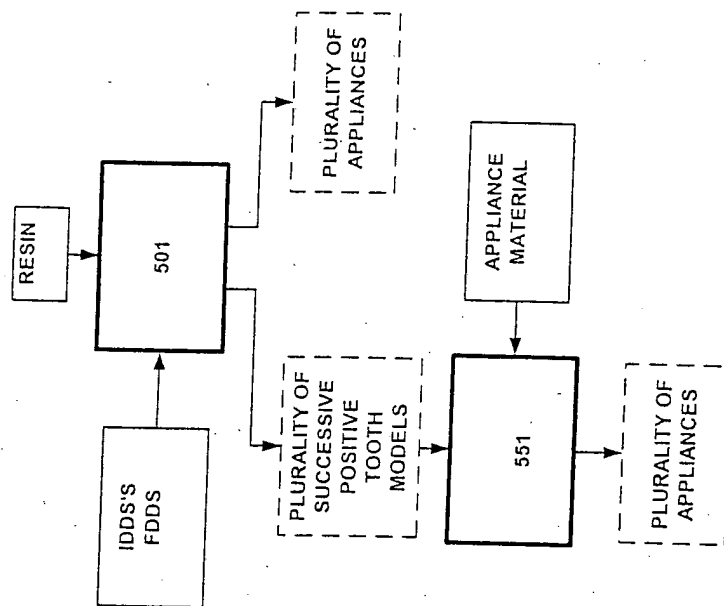 RESIN
IDDS'S
FDDS
501
PLURALITY OF
APPLIANCES
PLURALITY OF
SUCCESSIVE
POSITIVE
TOOTH
MODELS
APPLIANCE
MATERIAL
551
PLURALITY OF
APPLIANCES